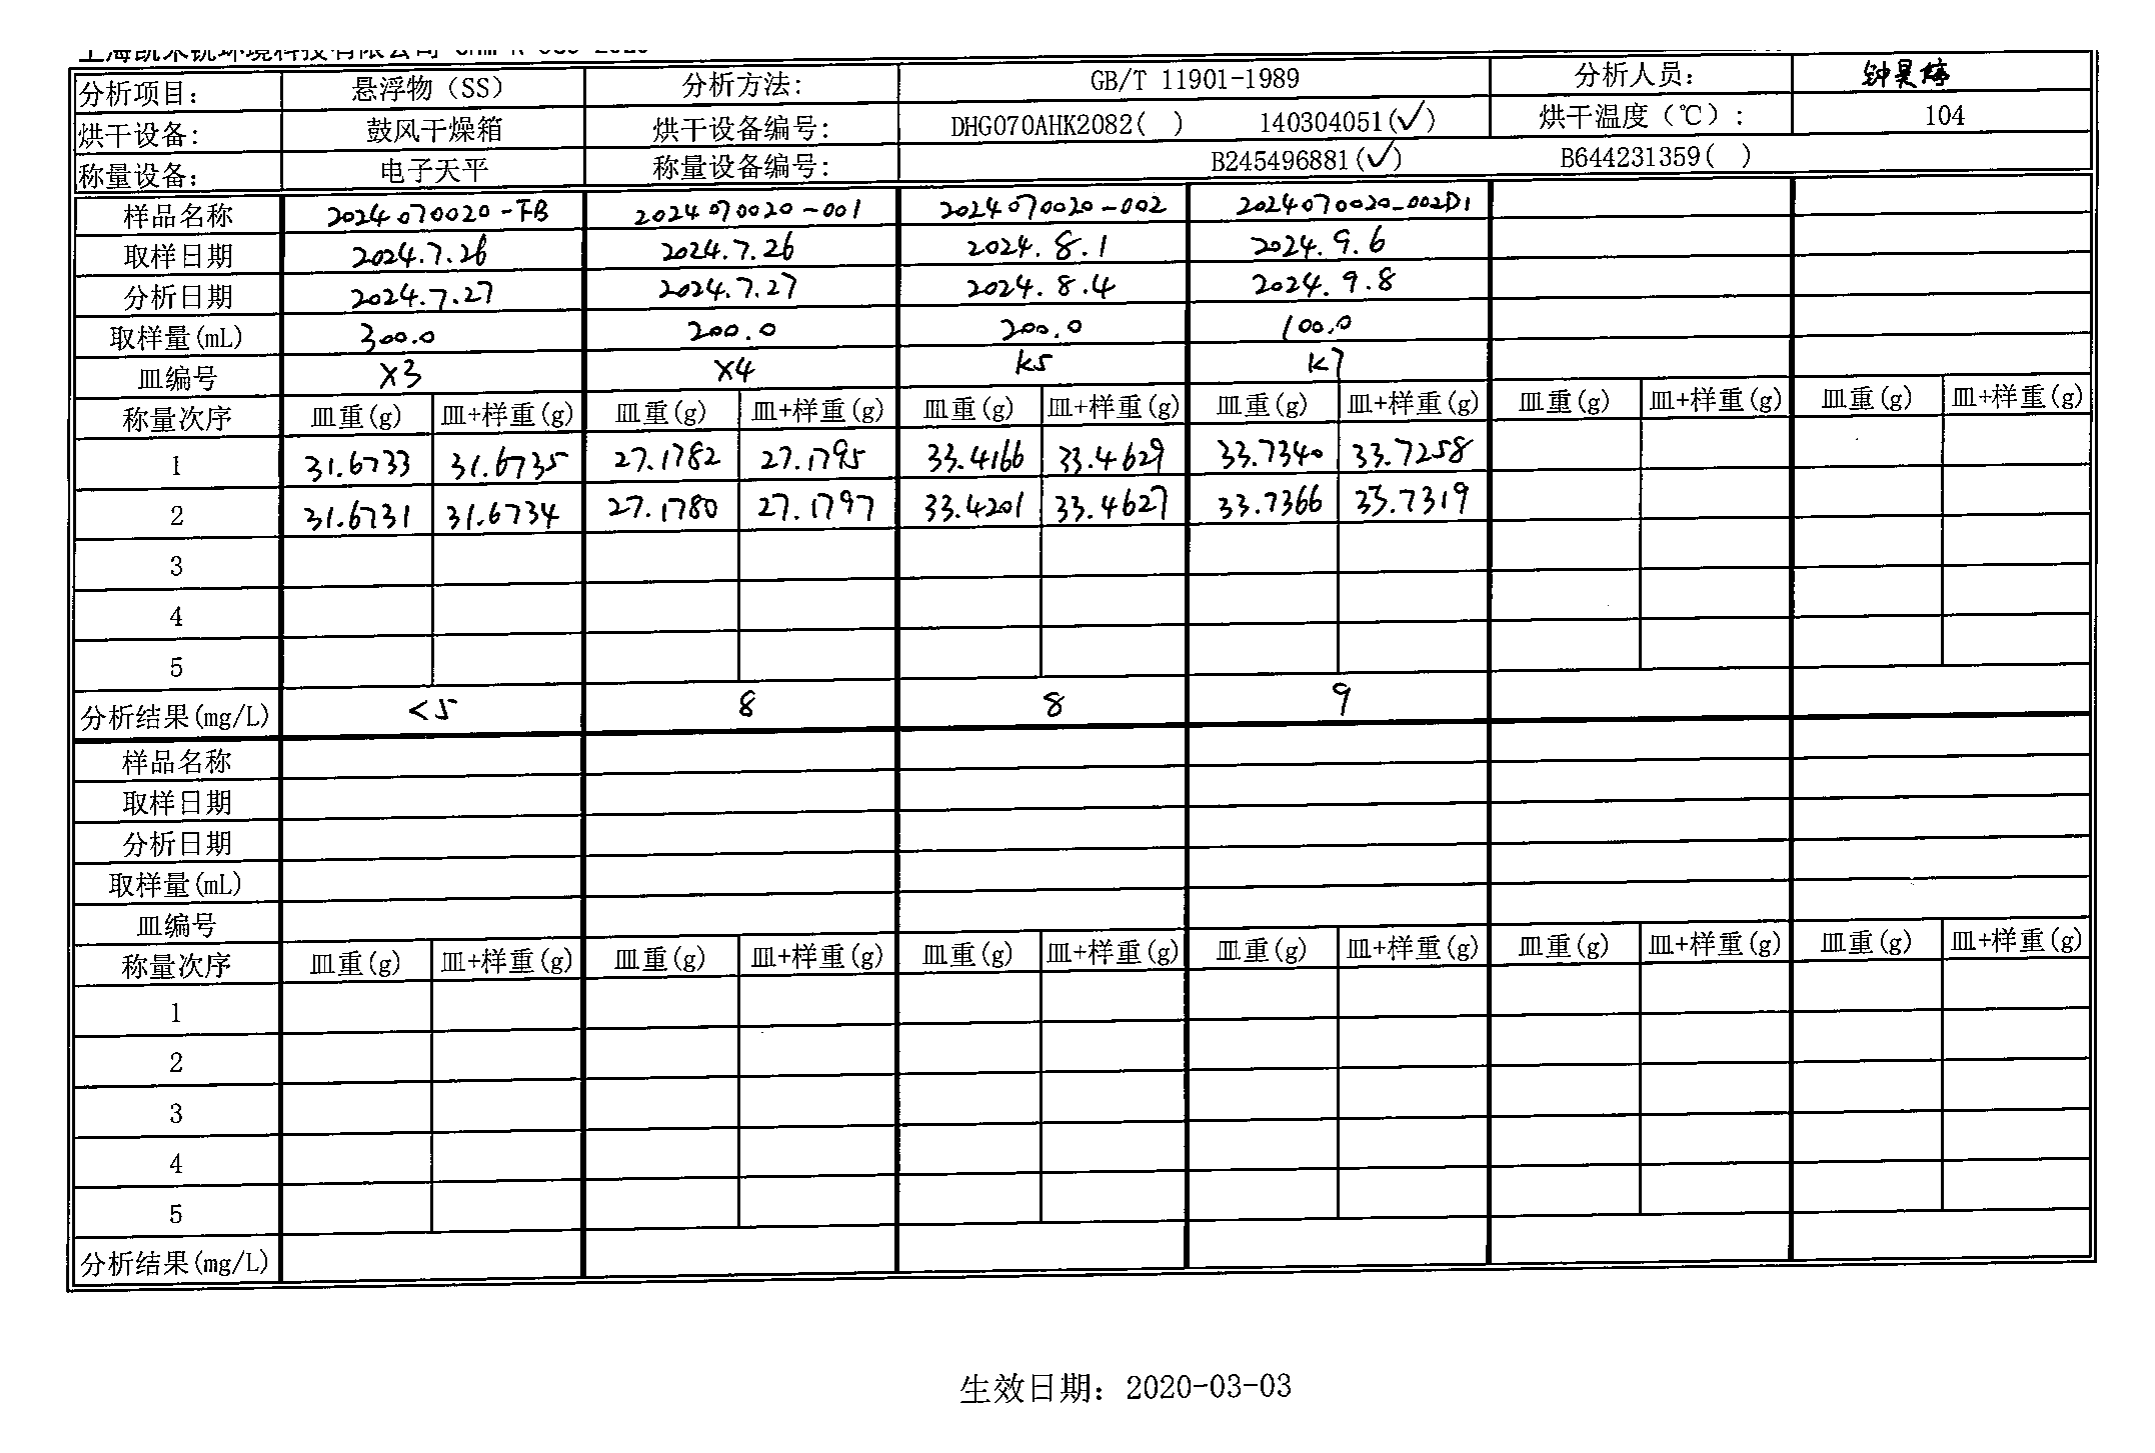 分析项目: 悬浮物（SS） 分析方法: GB/T 11901-1989 分析人员:
烘干设备: 鼓风干燥箱 烘干设备编号: DHG070AHK2082( ) 140304051(✓) 烘干温度（℃）: 104
称量设备: 电子天平 称量设备编号: B245496881(✓) B644231359( )
样品名称 2024070020-FB 2024070020-001 2024070020-002 2024070020-002D1
取样日期 2024.7.26 2024.7.26 2024.8.1 2024.9.6
分析日期 2024.7.27 2024.7.27 2024.8.4 2024.9.8
取样量(mL) 300.0 200.0 200.0 100.0
皿编号 X3 X4 K5 K7
称量次序 皿重(g) 皿+样重(g) 皿重(g) 皿+样重(g) 皿重(g) 皿+样重(g) 皿重(g) 皿+样重(g) 皿重(g) 皿+样重(g) 皿重(g) 皿+样重(g)
1 31.6733 31.6735 27.1782 27.1795 33.4166 33.4629 33.7340 33.7258
2 31.6731 31.6734 27.1780 27.1797 33.4201 33.4627 33.7366 33.7319
3
4
5
分析结果(mg/L) <5 8 8 9
样品名称
取样日期
分析日期
取样量(mL)
皿编号
称量次序 皿重(g) 皿+样重(g) 皿重(g) 皿+样重(g) 皿重(g) 皿+样重(g) 皿重(g) 皿+样重(g) 皿重(g) 皿+样重(g) 皿重(g) 皿+样重(g)
1
2
3
4
5
分析结果(mg/L)
生效日期: 2020-03-03